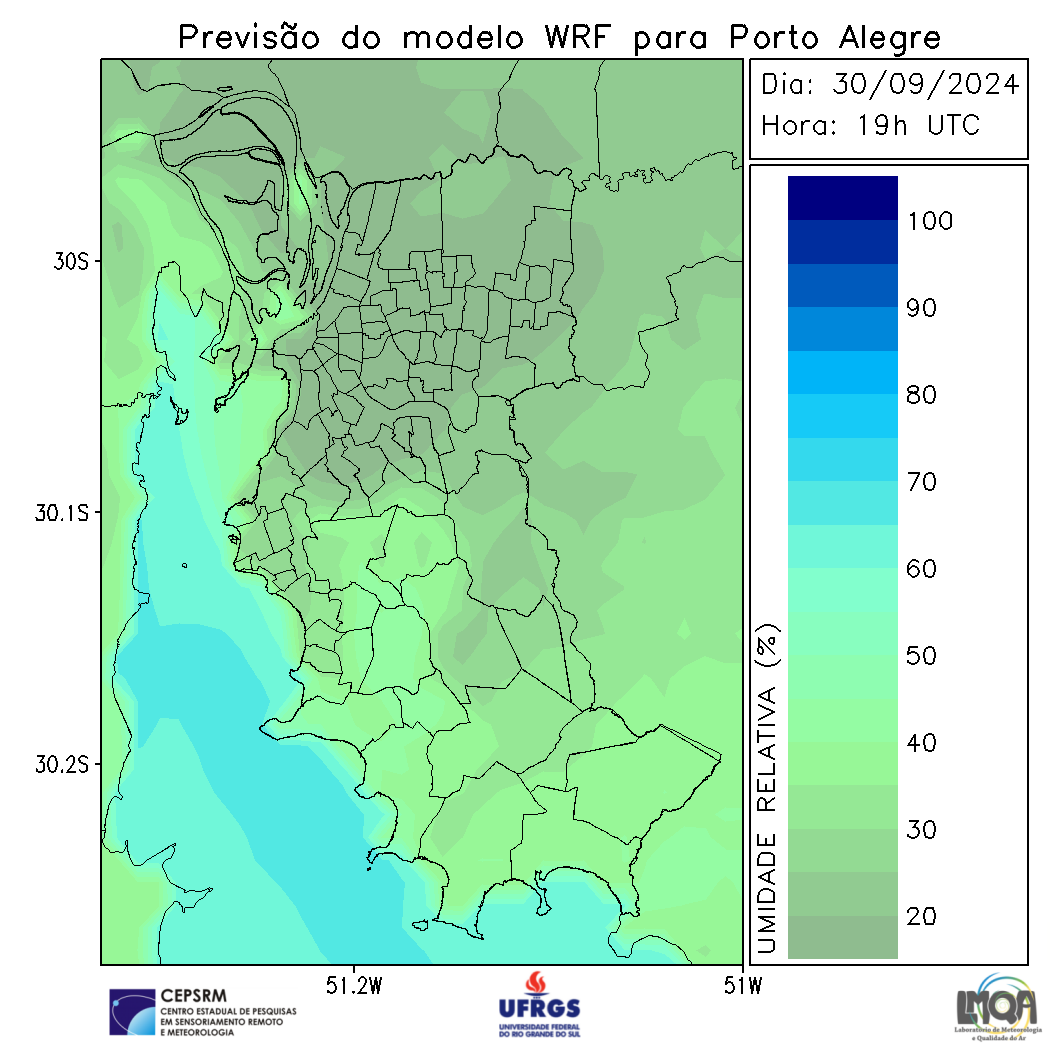 Previsão do modelo WRF para Porto Alegre
Dia: 30/09/2024
Hora: 19h UTC
30S
30.1S
30.2S
51.2W
51W
UMIDADE RELATIVA (%)
100
90
80
70
60
50
40
30
20
CEPSRM
CENTRO ESTADUAL DE PESQUISAS
EM SENSORIAMENTO REMOTO
E METEOROLOGIA
UFRGS
UNIVERSIDADE FEDERAL
DO RIO GRANDE DO SUL
LMQA
Laboratório de Meteorologia
e Qualidade do Ar